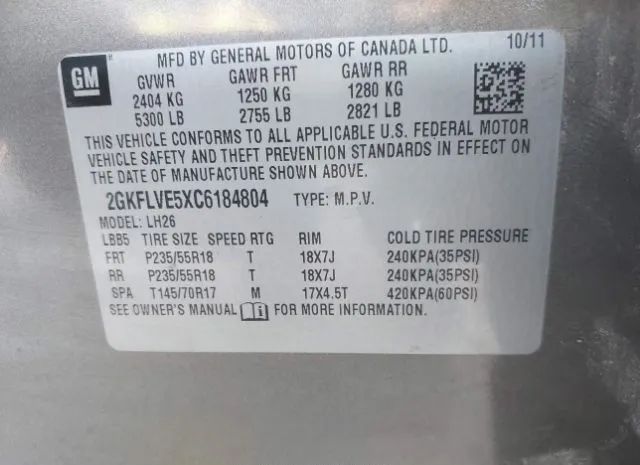 GM
MFD BY GENERAL MOTORS OF CANADA LTD. 10/11
GVWR GAWR FRT GAWR RR
2404 KG 1250 KG 1280 KG
5300 LB 2755 LB 2821 LB
THIS VEHICLE CONFORMS TO ALL APPLICABLE U.S. FEDERAL MOTOR
VEHICLE SAFETY AND THEFT PREVENTION STANDARDS IN EFFECT ON
THE DATE OF MANUFACTURE SHOWN ABOVE.
2GKFLVE5XC6184804 TYPE: M.P.V.
MODEL: LH26
LBB5 TIRE SIZE SPEED RTG RIM COLD TIRE PRESSURE
FRT P235/55R18 T 18X7J 240KPA(35PSI)
RR P235/55R18 T 18X7J 240KPA(35PSI)
SPA T145/70R17 M 17X4.5T 420KPA(60PSI)
SEE OWNER'S MANUAL FOR MORE INFORMATION.